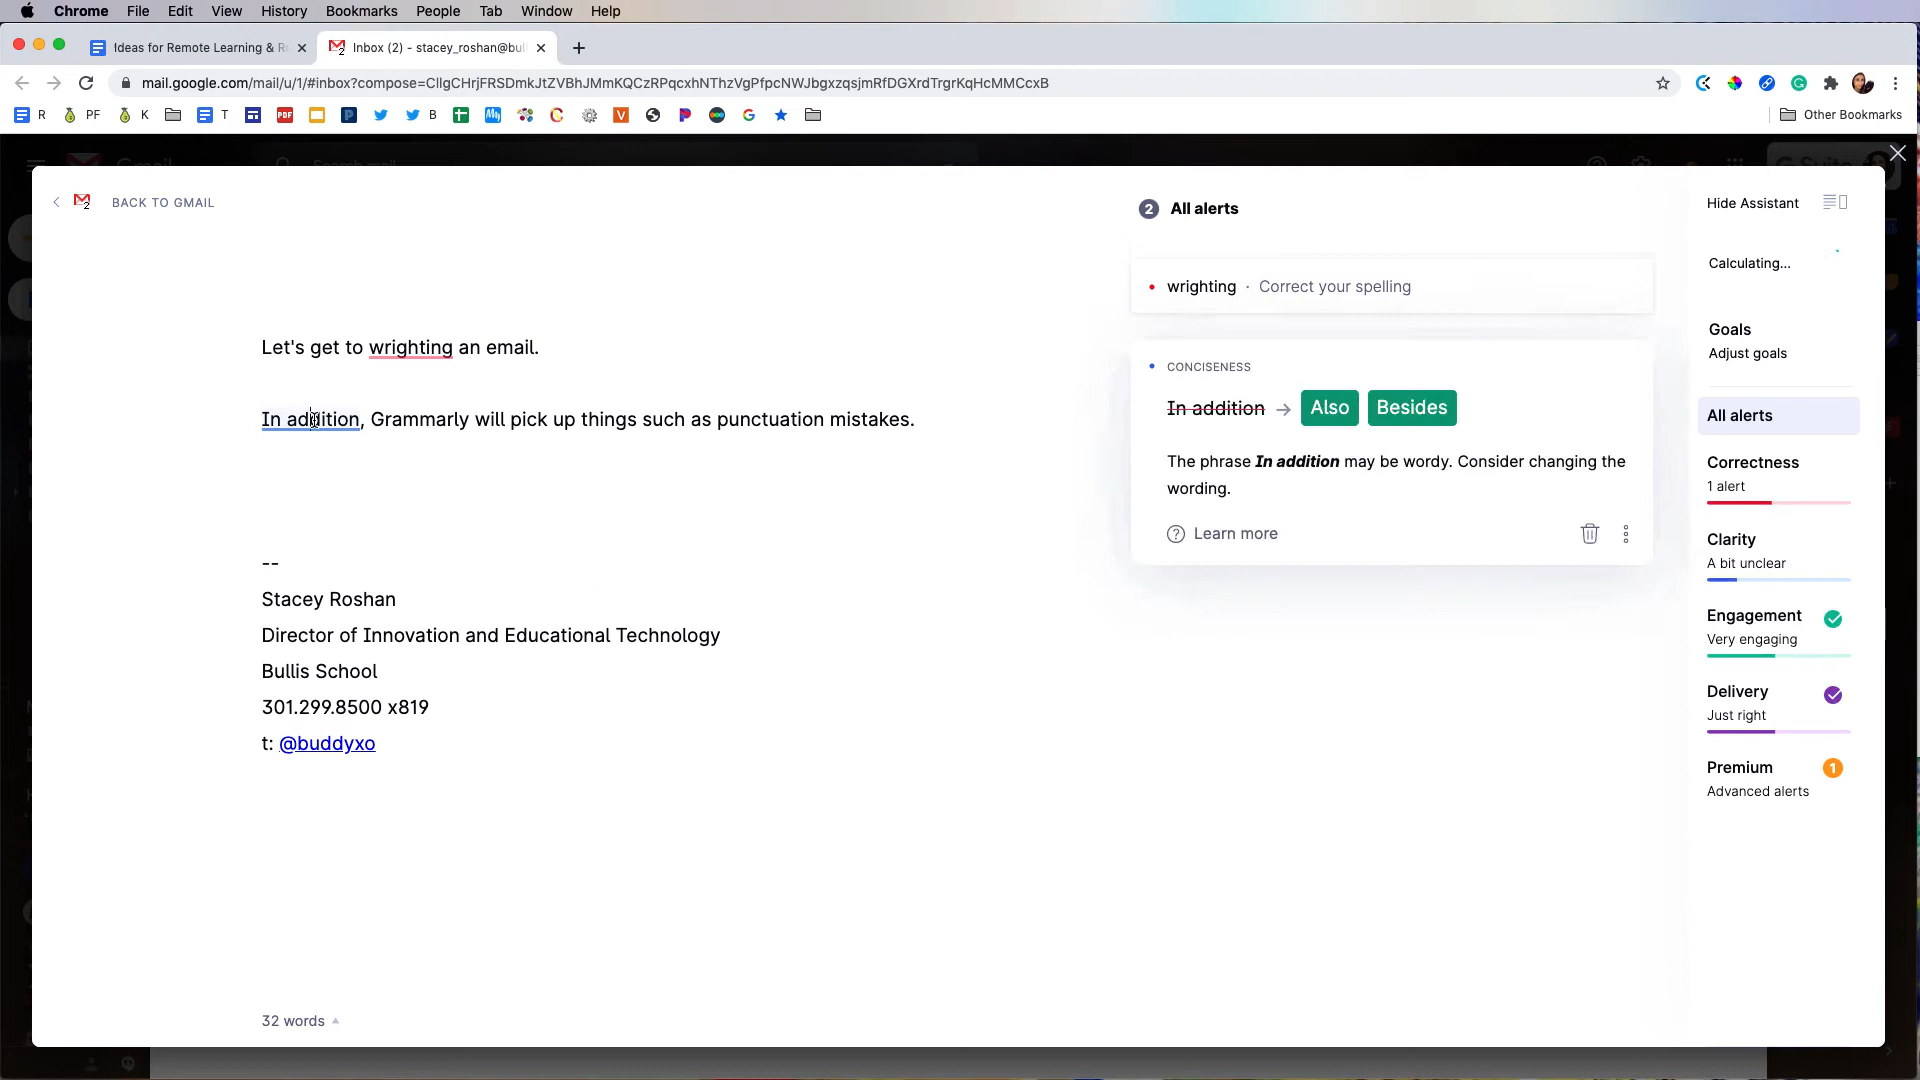 Chrome File Edit View History Bookmarks People Tab Window Help
Ideas for Remote Learning & R
Inbox (2) - stacey_roshan@bul
mail.google.com/mail/u/1/#inbox?compose=CllgCHrjFRSDmkJtZVBhJMmKQCzRPqcxhNThzVgPfpcNWJbgxzqsjmRfDGXrdTrgrKqHcMMCcxB
R PF K T PDF B Other Bookmarks
Gmail Search mail
BACK TO GMAIL
2 All alerts
Hide Assistant
wrighting · Correct your spelling
Calculating...
Goals
Adjust goals
Let's get to wrighting an email.
CONCISENESS
In addition → Also Besides
In addition, Grammarly will pick up things such as punctuation mistakes.
The phrase In addition may be wordy. Consider changing the
wording.
Learn more
All alerts
Correctness
1 alert
Clarity
A bit unclear
Engagement
Very engaging
Delivery
Just right
Premium 1
Advanced alerts
--
Stacey Roshan
Director of Innovation and Educational Technology
Bullis School
301.299.8500 x819
t: @buddyxo
32 words